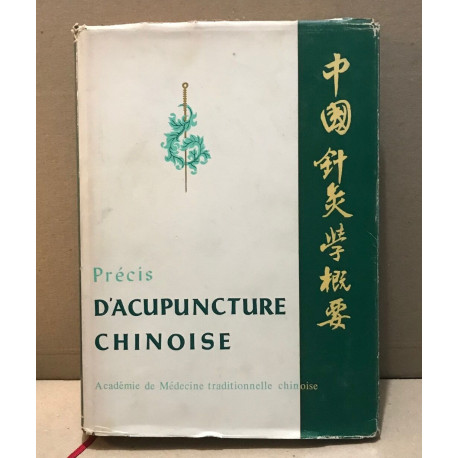 Précis
D'ACUPUNCTURE
CHINOISE
Académie de Médecine traditionnelle chinoise
中國針灸學概要